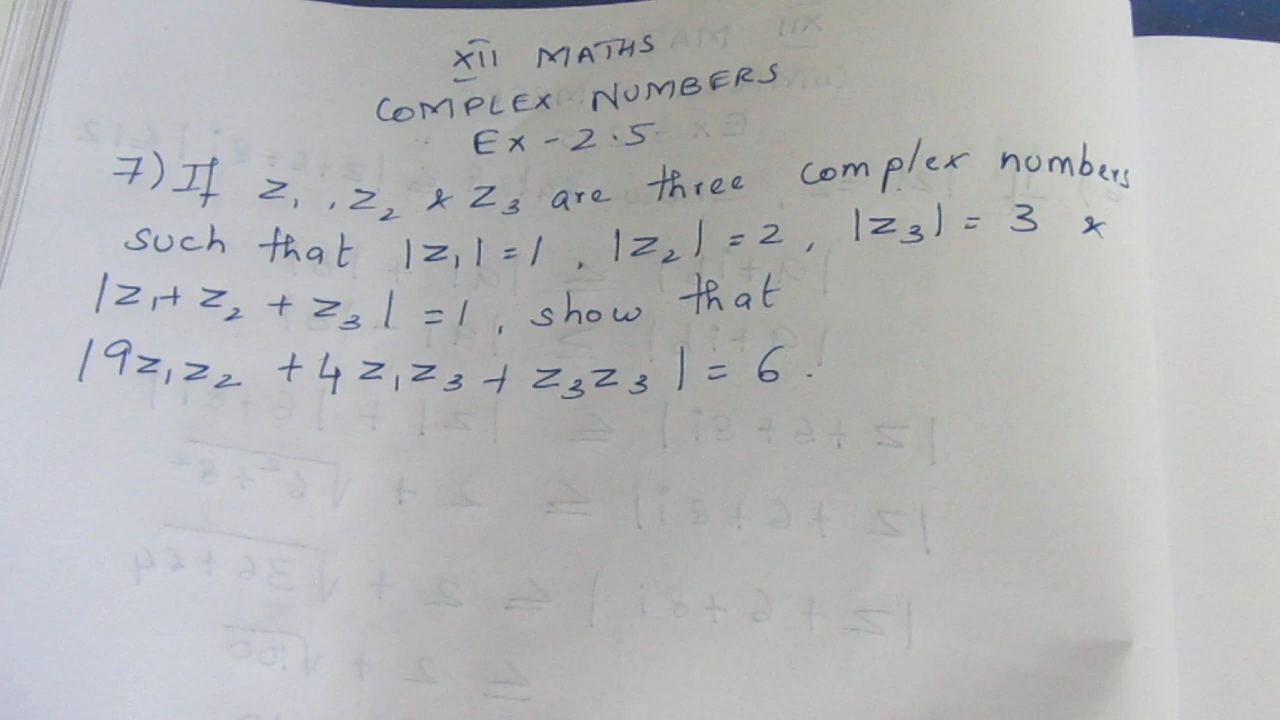 XII MATHS
COMPLEX NUMBERS
Ex - 2.5
7) If z₁, z₂ & z₃ are three complex numbers
such that |z₁| = 1, |z₂| = 2, |z₃| = 3 &
|z₁ + z₂ + z₃| = 1, show that
|9z₁z₂ + 4z₁z₃ + z₃z₃| = 6.